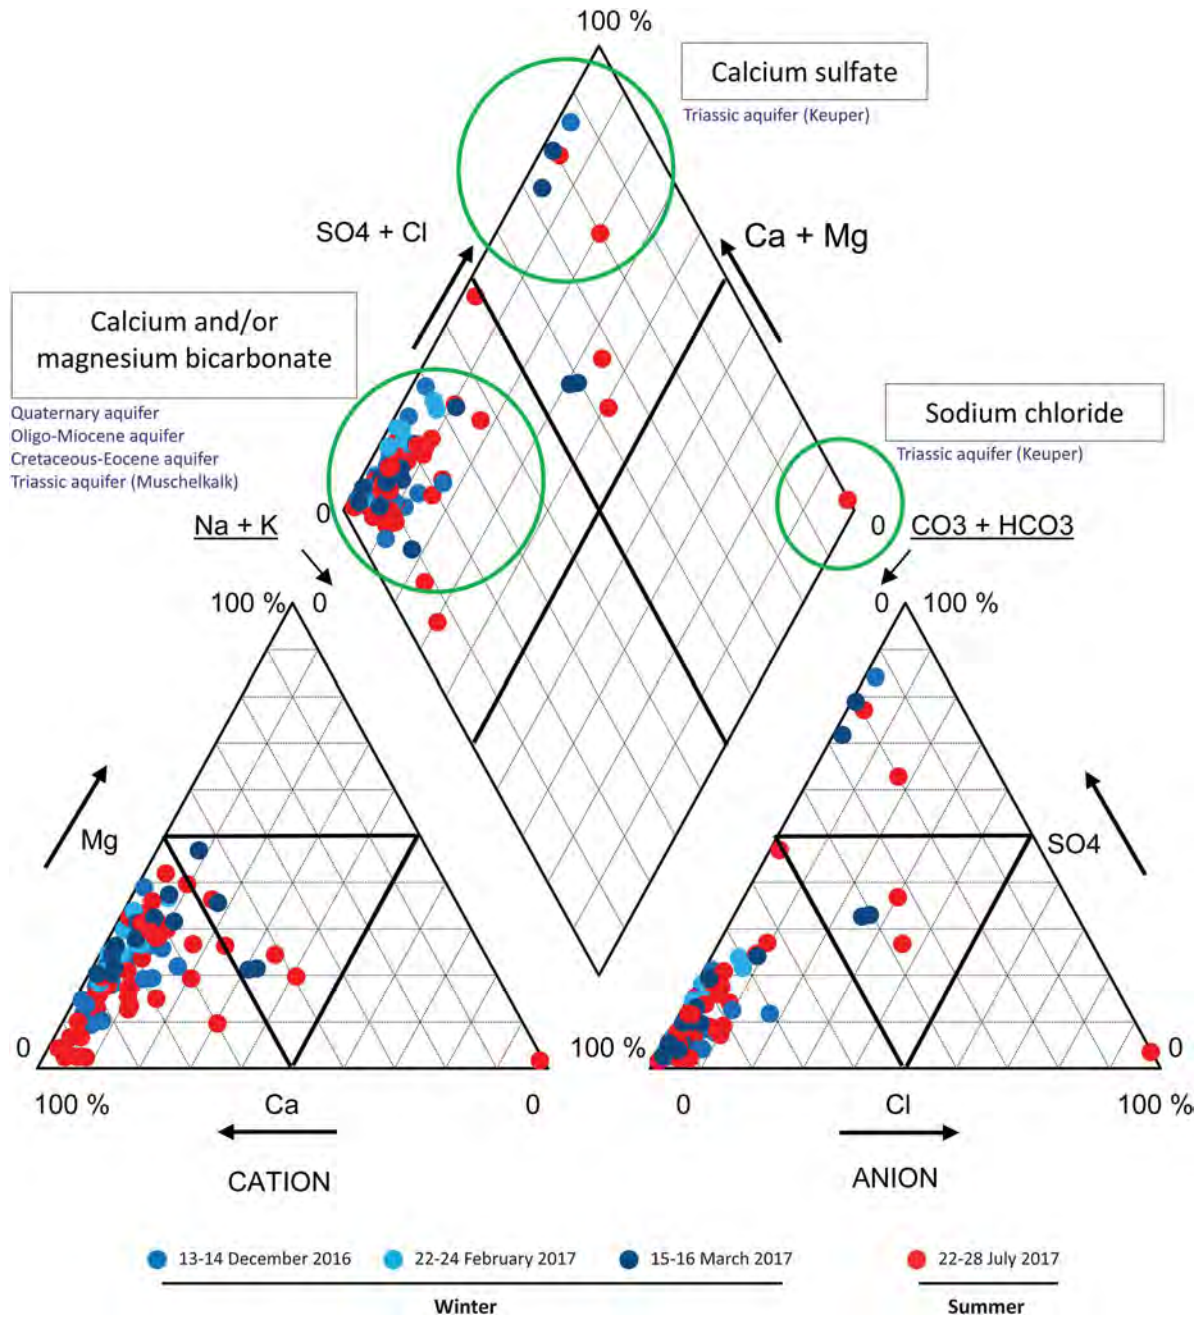 100 %
Calcium sulfate
Triassic aquifer (Keuper)
SO4 + Cl
Ca + Mg
Calcium and/or
magnesium bicarbonate
Quaternary aquifer
Oligo-Miocene aquifer
Cretaceous-Eocene aquifer
Triassic aquifer (Muschelkalk)
Sodium chloride
Triassic aquifer (Keuper)
0
Na + K
0
CO3 + HCO3
100 %
0
0
100 %
Mg
SO4
0
100 %
0
100 %
Ca
0
0
Cl
100 %
CATION
ANION
13-14 December 2016
22-24 February 2017
15-16 March 2017
22-28 July 2017
Winter
Summer